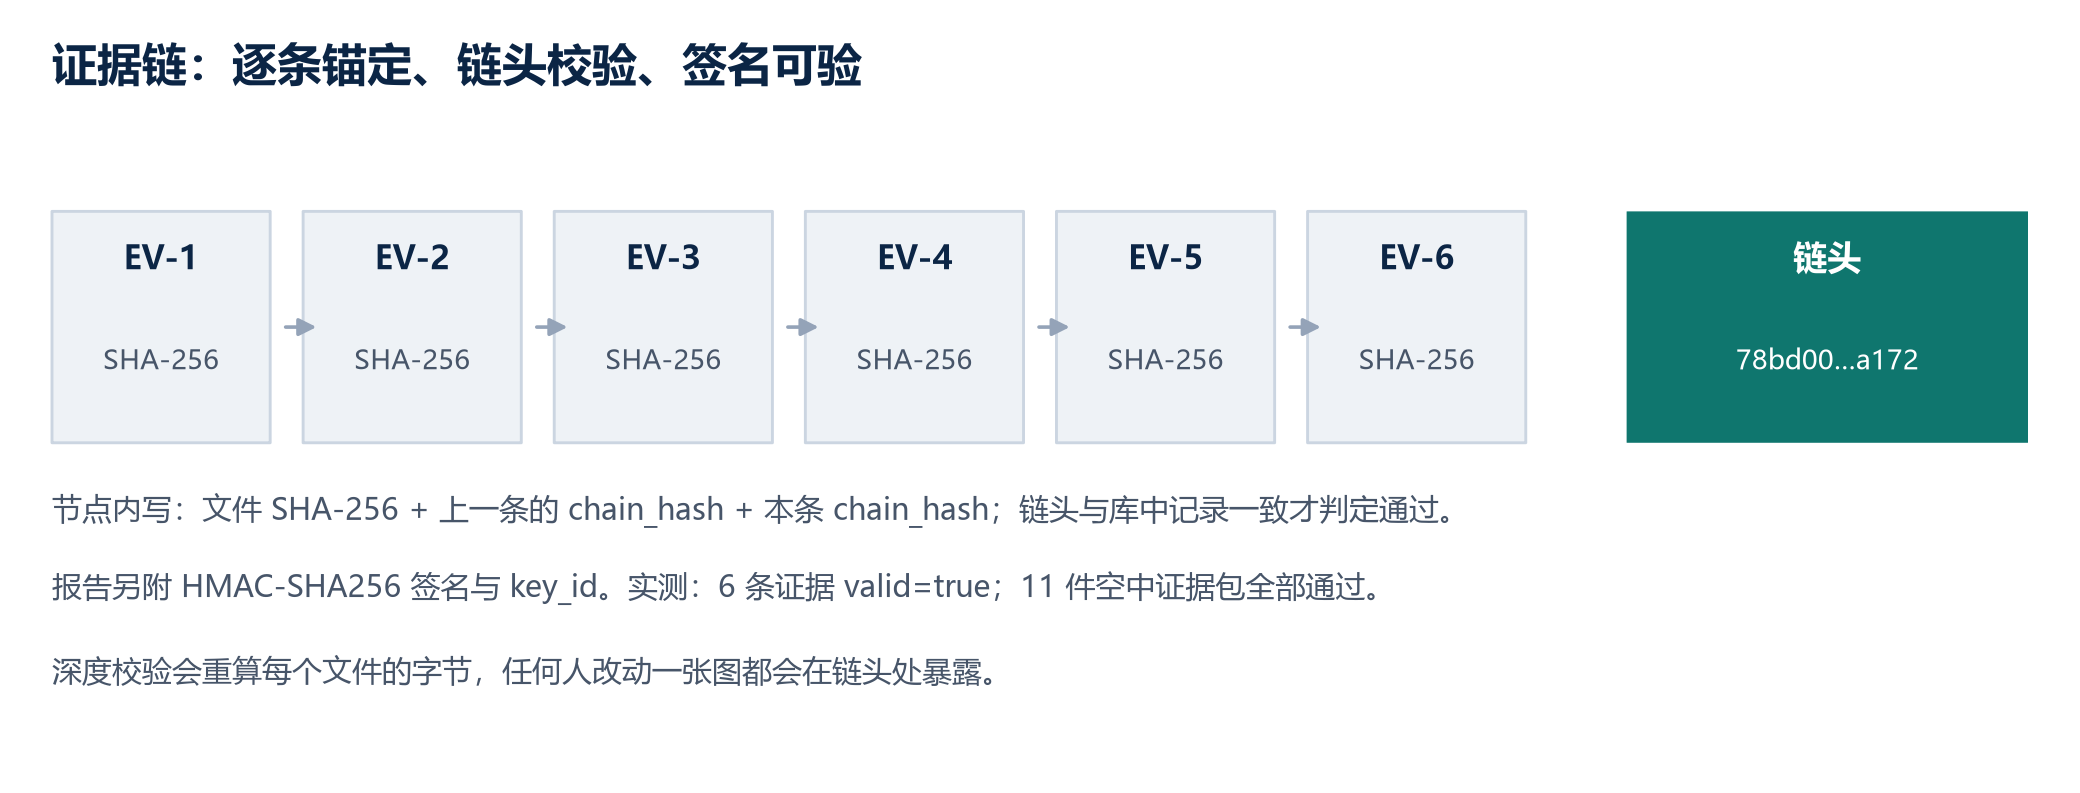 证据链：逐条锚定、链头校验、签名可验
EV-1
EV-2
EV-3
EV-4
EV-5
EV-6
链头
SHA-256
SHA-256
SHA-256
SHA-256
SHA-256
SHA-256
78bd00...a172
节点内写：文件 SHA-256 + 上一条的 chain_hash + 本条 chain_hash；链头与库中记录一致才判定通过。
报告另附 HMAC-SHA256 签名与 key_id。实测：6 条证据 valid=true；11 件空中证据包全部通过。
深度校验会重算每个文件的字节，任何人改动一张图都会在链头处暴露。